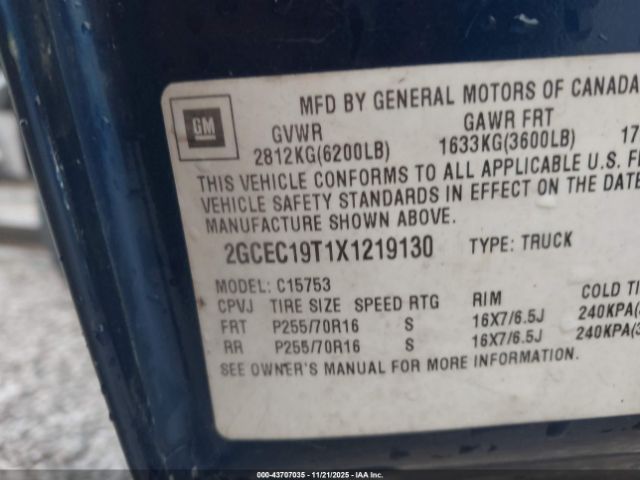 MFD BY GENERAL MOTORS OF CANADA
GM
GVWR GAWR FRT
2812KG(6200LB) 1633KG(3600LB) 17
THIS VEHICLE CONFORMS TO ALL APPLICABLE U.S. F
VEHICLE SAFETY STANDARDS IN EFFECT ON THE DATE
MANUFACTURE SHOWN ABOVE.
2GCEC19T1X1219130 TYPE: TRUCK
MODEL: C15753
CPVJ TIRE SIZE SPEED RTG RIM COLD TI
FRT P255/70R16 S 16X7/6.5J 240KPA(
RR P255/70R16 S 16X7/6.5J 240KPA(3
SEE OWNER'S MANUAL FOR MORE INFORMATION.
000-43707035 - 11/21/2025 - IAA Inc.